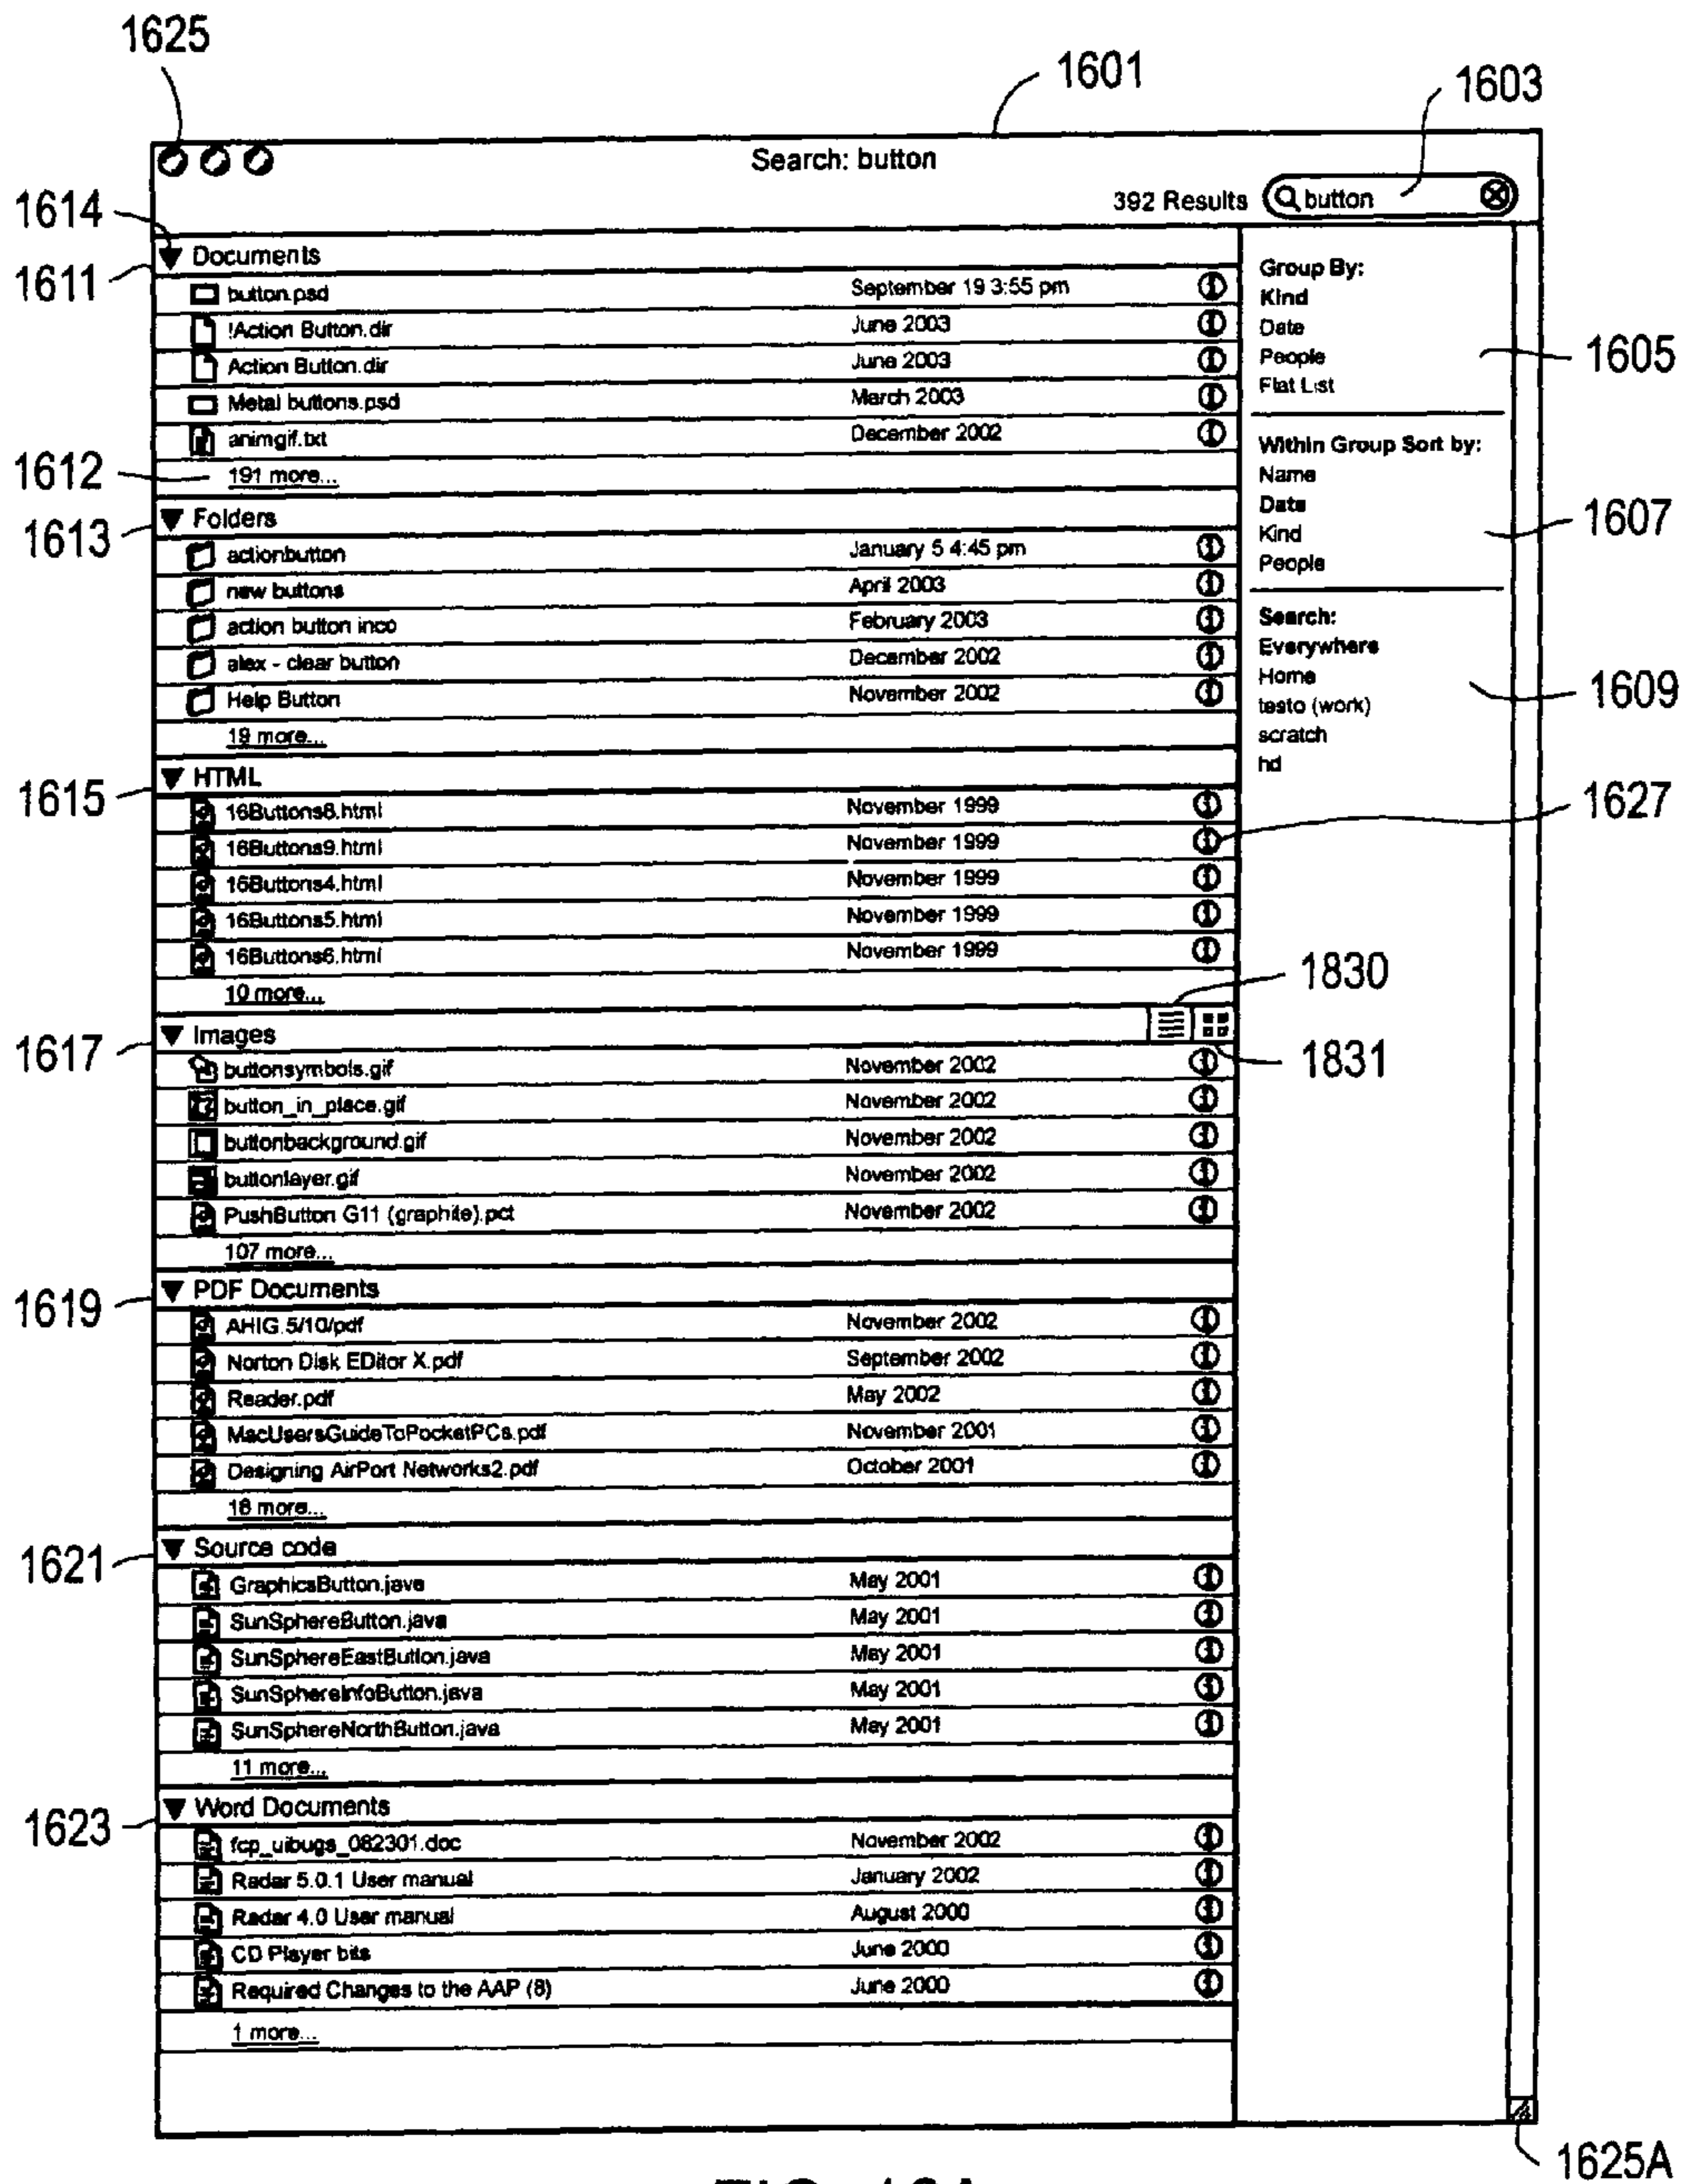 1625
1601
1603
Search: button
392 Results button
1614
1611
Documents
button.psd September 19 3:55 pm
!Action Button.dir June 2003
Action Button.dir June 2003
Metal buttons.psd March 2003
animgif.txt December 2002
1612
191 more...
1613
Folders
actionbutton January 5 4:45 pm
new buttons April 2003
action button inco February 2003
alex - clear button December 2002
Help Button November 2002
19 more...
1615
HTML
16Buttons8.html November 1999
16Buttons9.html November 1999
16Buttons4.html November 1999
16Buttons5.html November 1999
16Buttons6.html November 1999
10 more...
1617
Images
buttonsymbols.gif November 2002
button_in_place.gif November 2002
buttonbackground.gif November 2002
buttonlayer.gif November 2002
PushButton G11 (graphite).pct November 2002
107 more...
1619
PDF Documents
AHIG.5/10/pdf November 2002
Norton Disk EDitor X.pdf September 2002
Reader.pdf May 2002
MacUsersGuideToPocketPCs.pdf November 2001
Designing AirPort Networks2.pdf October 2001
18 more...
1621
Source code
GraphicsButton.java May 2001
SunSphereButton.java May 2001
SunSphereEastButton.java May 2001
SunSphereInfoButton.java May 2001
SunSphereNorthButton.java May 2001
11 more...
1623
Word Documents
fcp_uibugs_082301.doc November 2002
Radar 5.0.1 User manual January 2002
Radar 4.0 User manual August 2000
CD Player bits June 2000
Required Changes to the AAP (8) June 2000
1 more...
Group By:
Kind
Date
People
Flat List
1605
Within Group Sort by:
Name
Date
Kind
People
1607
Search:
Everywhere
Home
testo (work)
scratch
hd
1609
1627
1830
1831
1625A